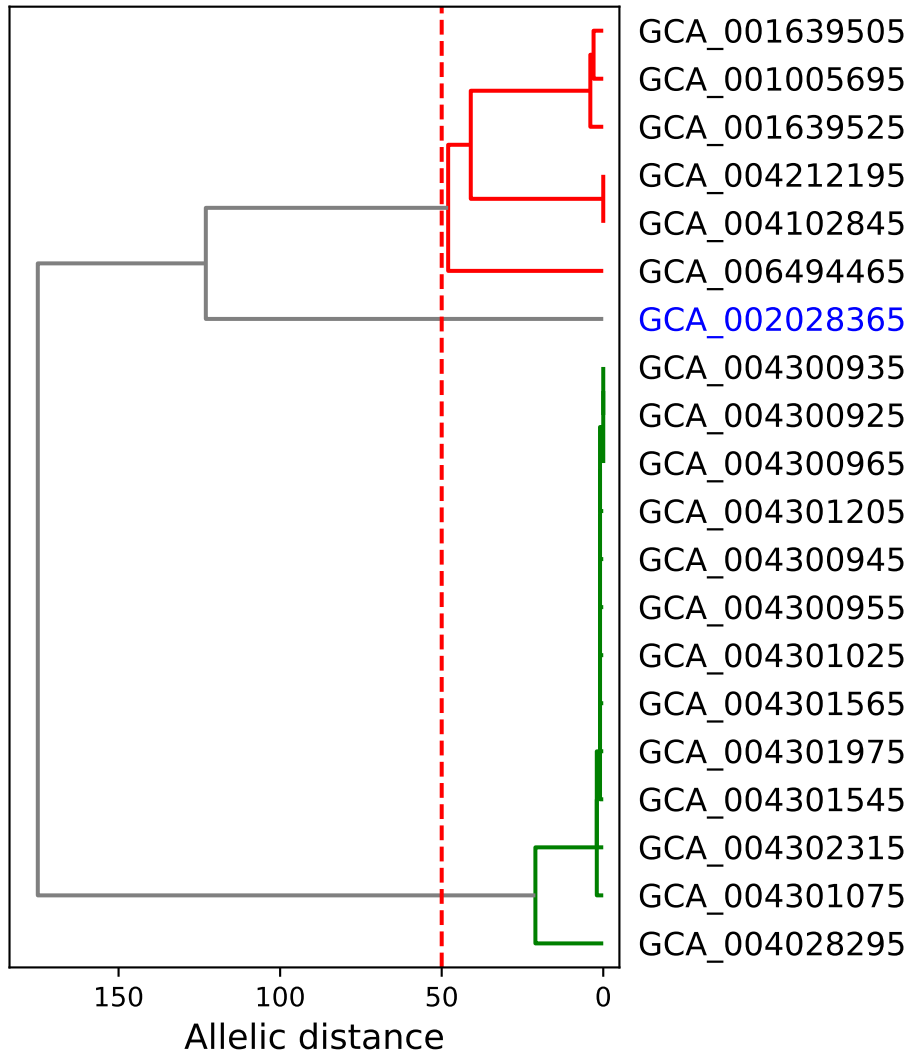 GCA_001639505
GCA_001005695
GCA_001639525
GCA_004212195
GCA_004102845
GCA_006494465
GCA_002028365
GCA_004300935
GCA_004300925
GCA_004300965
GCA_004301205
GCA_004300945
GCA_004300955
GCA_004301025
GCA_004301565
GCA_004301975
GCA_004301545
GCA_004302315
GCA_004301075
GCA_004028295
150 100 50 0
Allelic distance